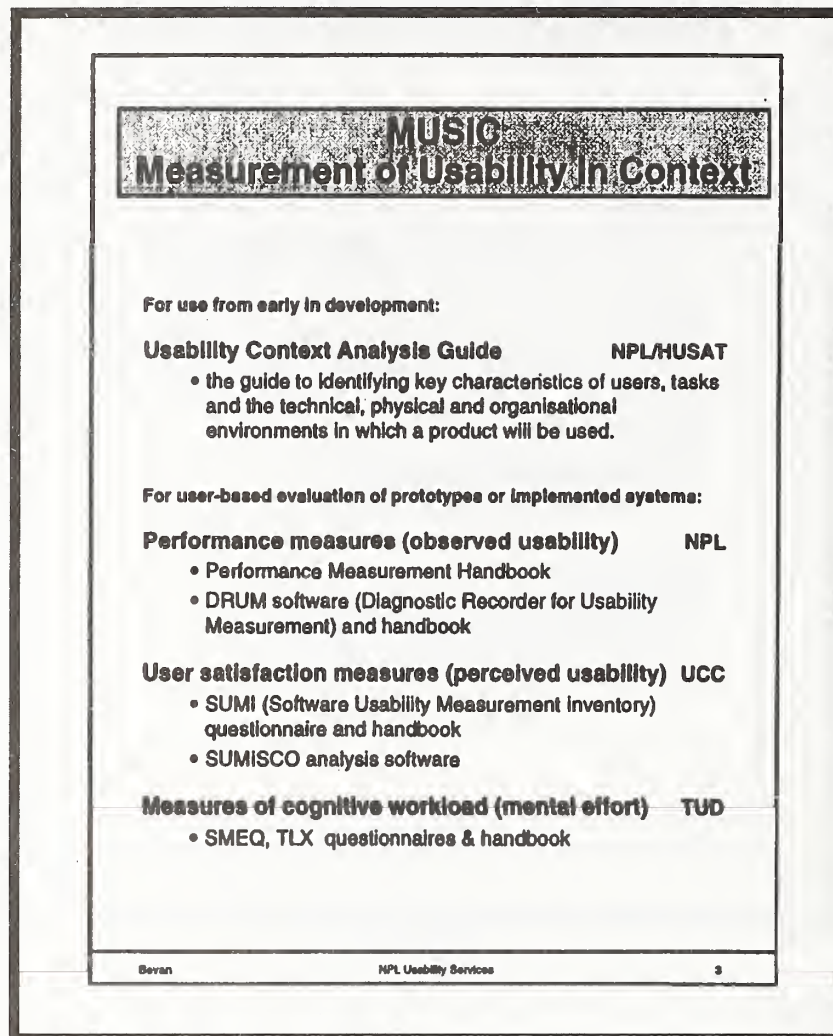 MUSiC
Measurement of Usability in Context
For use from early in development:
Usability Context Analysis Guide NPL/HUSAT
• the guide to identifying key characteristics of users, tasks
and the technical, physical and organisational
environments in which a product will be used.
For user-based evaluation of prototypes or implemented systems:
Performance measures (observed usability) NPL
• Performance Measurement Handbook
• DRUM software (Diagnostic Recorder for Usability
Measurement) and handbook
User satisfaction measures (perceived usability) UCC
• SUMI (Software Usability Measurement Inventory)
questionnaire and handbook
• SUMISCO analysis software
Measures of cognitive workload (mental effort) TUD
• SMEQ, TLX questionnaires & handbook
Bevan NPL Usability Services 3